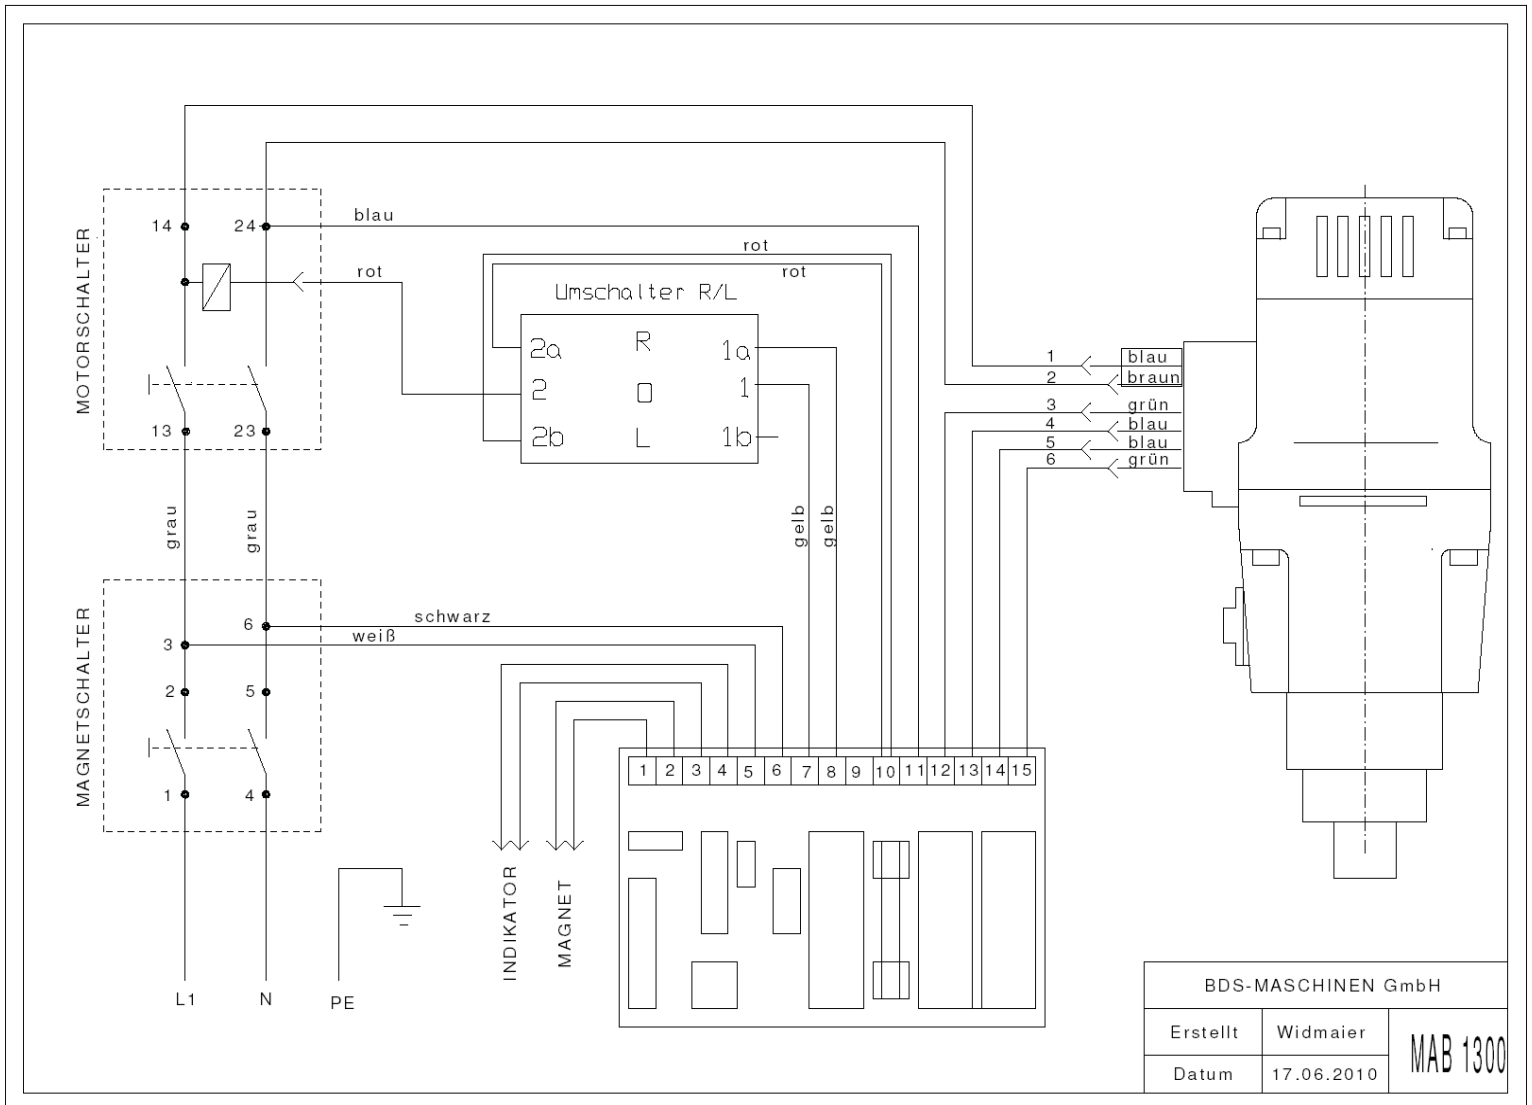 14
24
blau
rot
MOTORSCHALTER
13
23
rot
rot
Umschalter R/L
2a
R
1a
2
0
1
2b
L
1b
1
blau
2
braun
3
grün
4
blau
5
blau
6
grün
grau
grau
gelb
gelb
MAGNETSCHALTER
6
schwarz
3
weiß
2
5
1
4
1 2 3 4 5 6 7 8 9 10 11 12 13 14 15
INDIKATOR
MAGNET
L1
N
PE
BDS-MASCHINEN GmbH
Erstellt
Widmaier
MAB 1300
Datum
17.06.2010